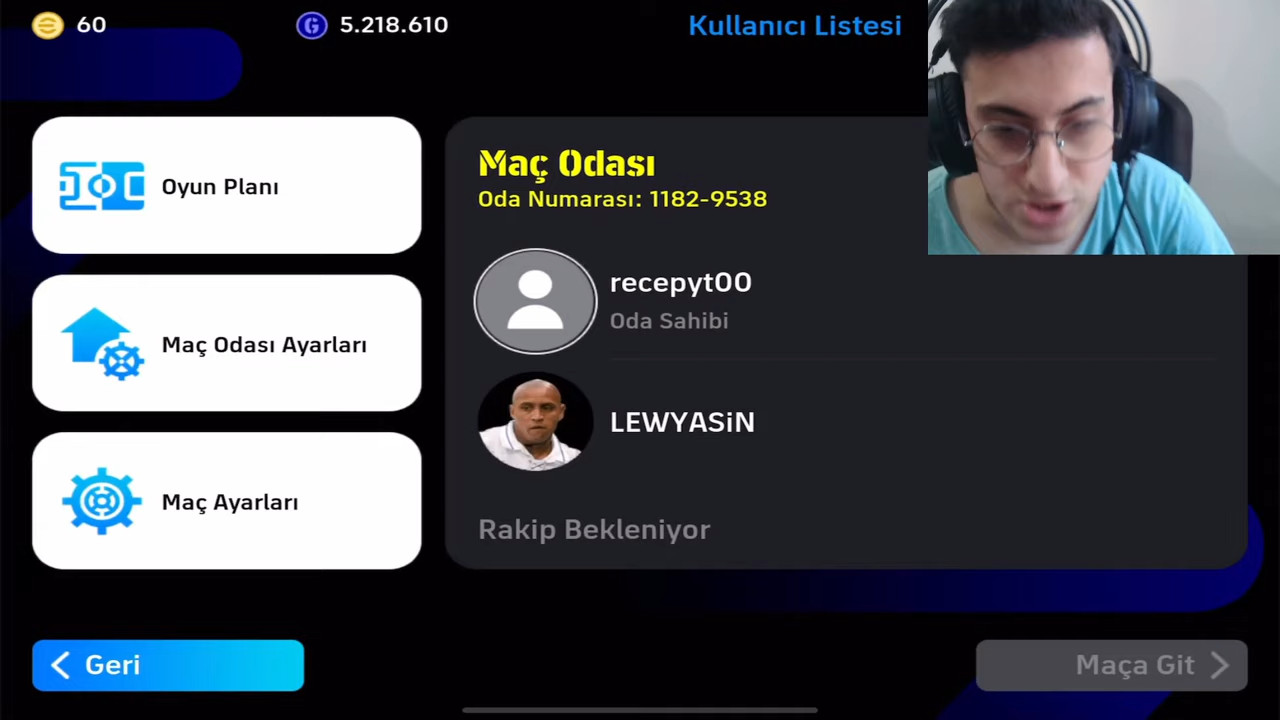 60
5.218.610
Kullanıcı Listesi
Oyun Planı
Maç Odası Ayarları
Maç Ayarları
Maç Odası
Oda Numarası: 1182-9538
recepyt00
Oda Sahibi
LEWYASiN
Rakip Bekleniyor
Geri
Maça Git